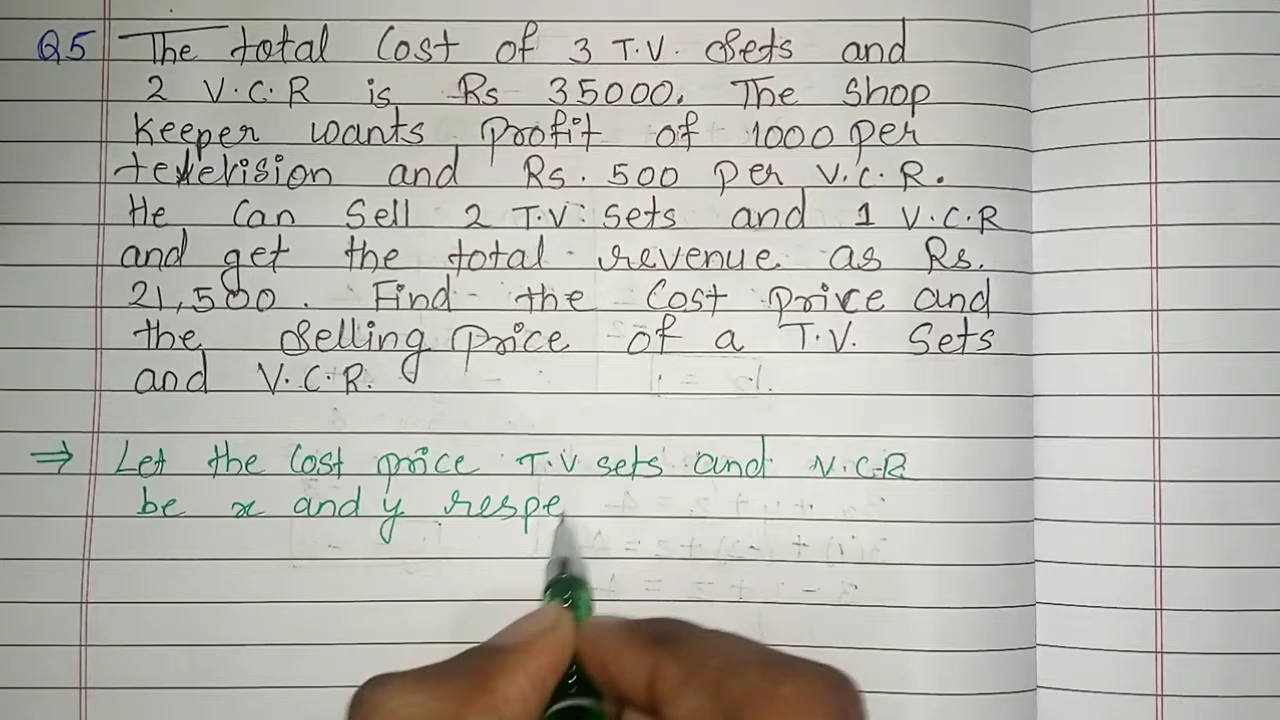 Q5 The total Cost of 3 T.V. Sets and
2 V.C.R is Rs 35000. The Shop
Keeper wants profit of 1000 per
television and Rs. 500 per V.C.R.
He Can Sell 2 T.V. Sets and 1 V.C.R
and get the total revenue as Rs.
21,500. Find the Cost price and
the Selling price of a T.V. Sets
and V.C.R.
⇒ Let the Cost price T.V sets and V.C.R
be x and y respe